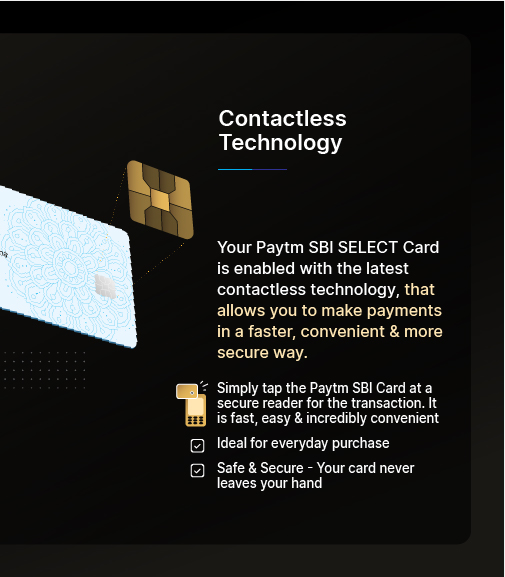 Contactless
Technology
Your Paytm SBI SELECT Card
is enabled with the latest
contactless technology, that
allows you to make payments
in a faster, convenient & more
secure way.
Simply tap the Paytm SBI Card at a
secure reader for the transaction. It
is fast, easy & incredibly convenient
Ideal for everyday purchase
Safe & Secure - Your card never
leaves your hand